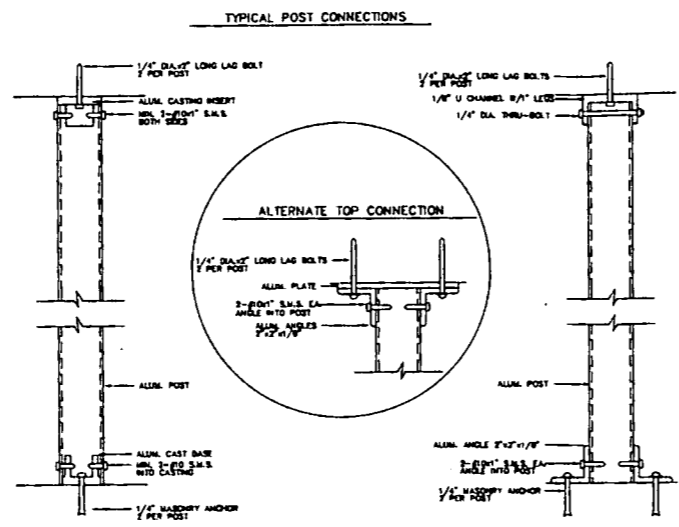 TYPICAL POST CONNECTIONS
1/4" DIA.x2" LONG LAG BOLT
2 PER POST
ALUM. CASTING INSERT
MIN. 2-#10x1" S.M.S.
BOTH SIDES
ALUM. POST
ALUM. CAST BASE
MIN. 2-#10 S.M.S.
INTO CASTING
1/4" MASONRY ANCHOR
2 PER POST
ALTERNATE TOP CONNECTION
1/4" DIA.x2" LONG LAG BOLTS
2 PER POST
ALUM. PLATE
2-#10x1" S.M.S. EA.
ANGLE INTO POST
ALUM. ANGLES
2"x2"x1/8"
1/4" DIA.x2" LONG LAG BOLTS
2 PER POST
1/8" U CHANNEL W/1" LEGS
1/4" DIA. THRU-BOLT
ALUM. POST
ALUM. ANGLE 2"x2"x1/8"
2-#10x1" S.M.S. EA.
ANGLE INTO POST
1/4" MASONRY ANCHOR
2 PER POST